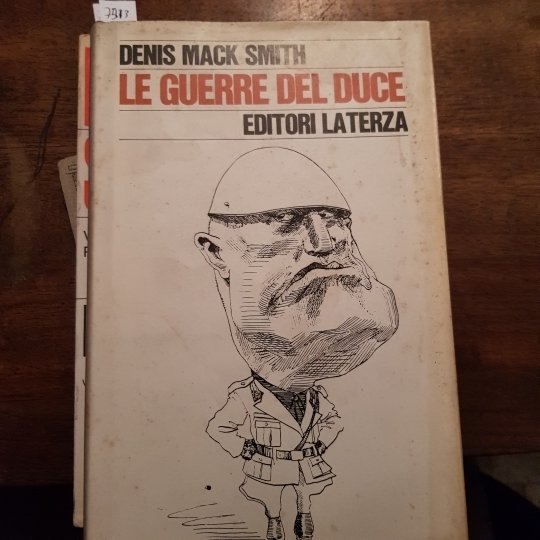 DENIS MACK SMITH
LE GUERRE DEL DUCE
EDITORI LATERZA